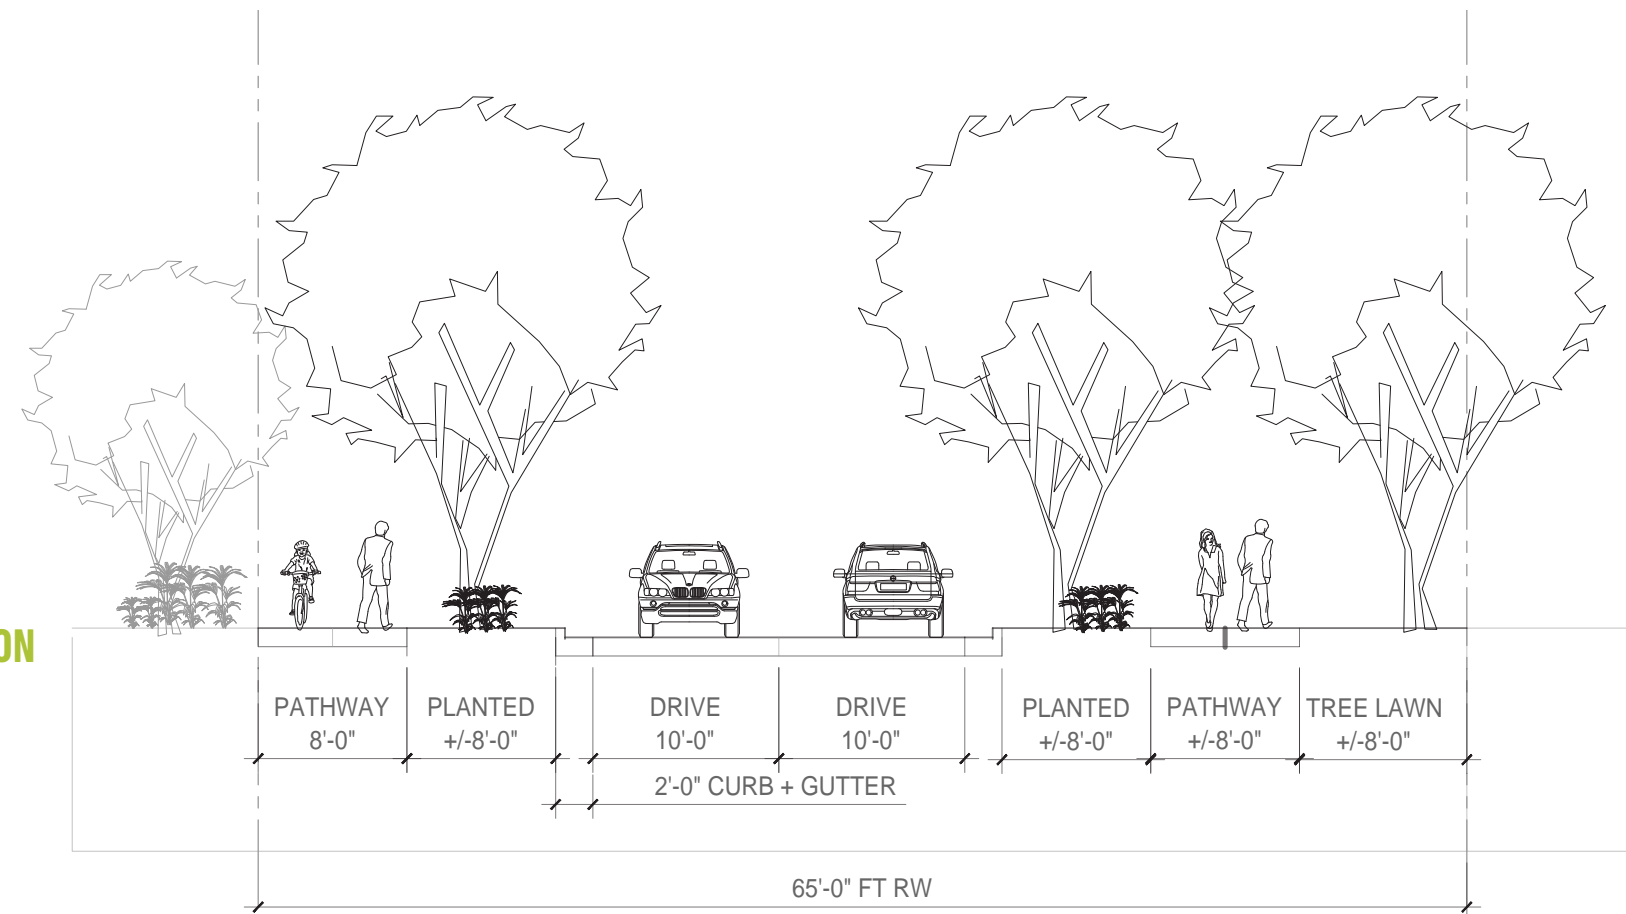 ON
PATHWAY
8'-0"
PLANTED
+/-8'-0"
DRIVE
10'-0"
DRIVE
10'-0"
PLANTED
+/-8'-0"
PATHWAY
+/-8'-0"
TREE LAWN
+/-8'-0"
2'-0" CURB + GUTTER
65'-0" FT RW